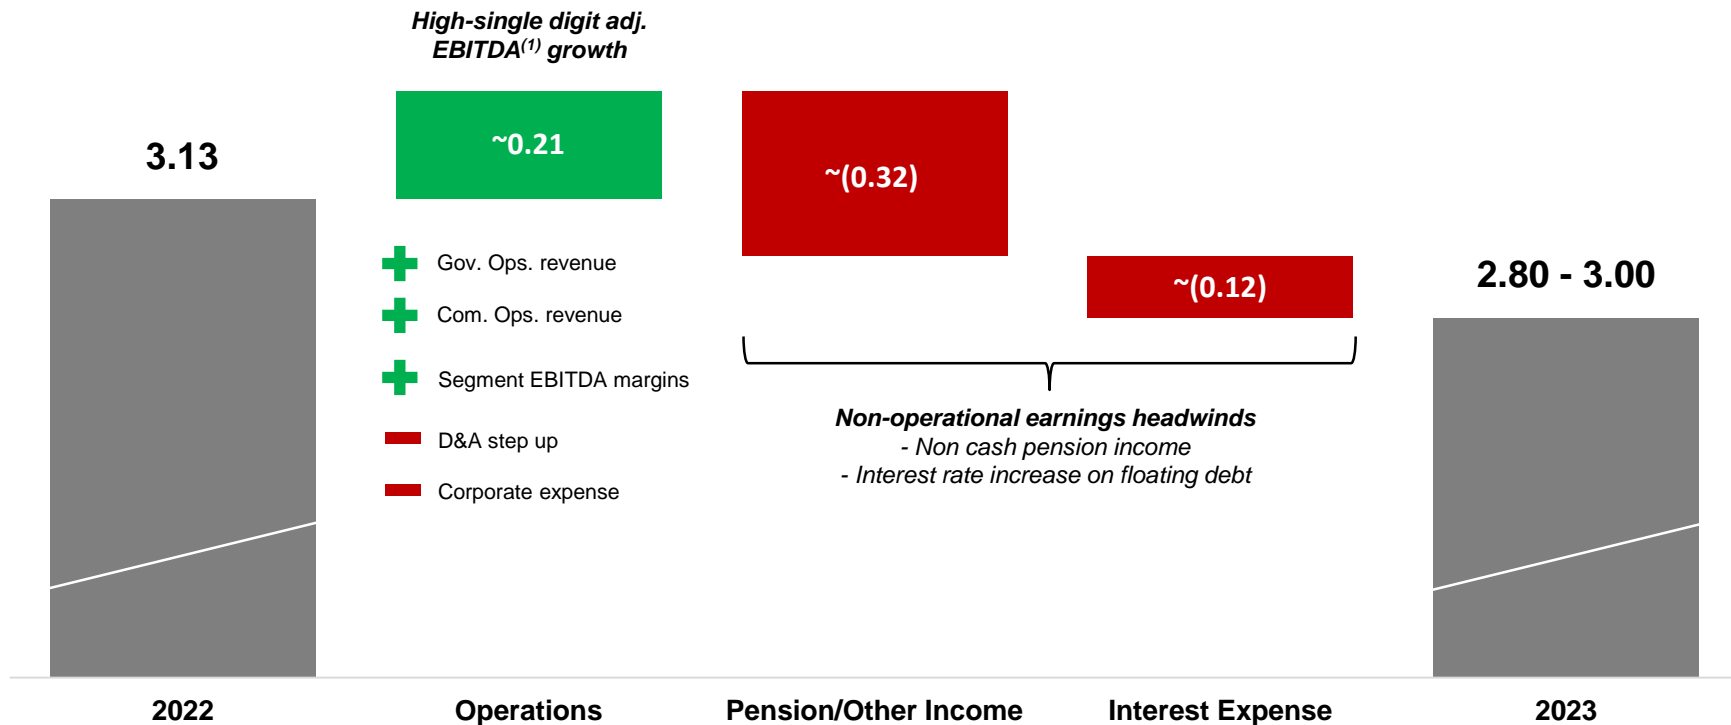 High-single digit adj.
EBITDA(1) growth
3.13
~0.21
~(0.32)
~(0.12)
2.80 - 3.00
Gov. Ops. revenue
Com. Ops. revenue
Segment EBITDA margins
D&A step up
Corporate expense
Non-operational earnings headwinds
- Non cash pension income
- Interest rate increase on floating debt
2022
Operations
Pension/Other Income
Interest Expense
2023